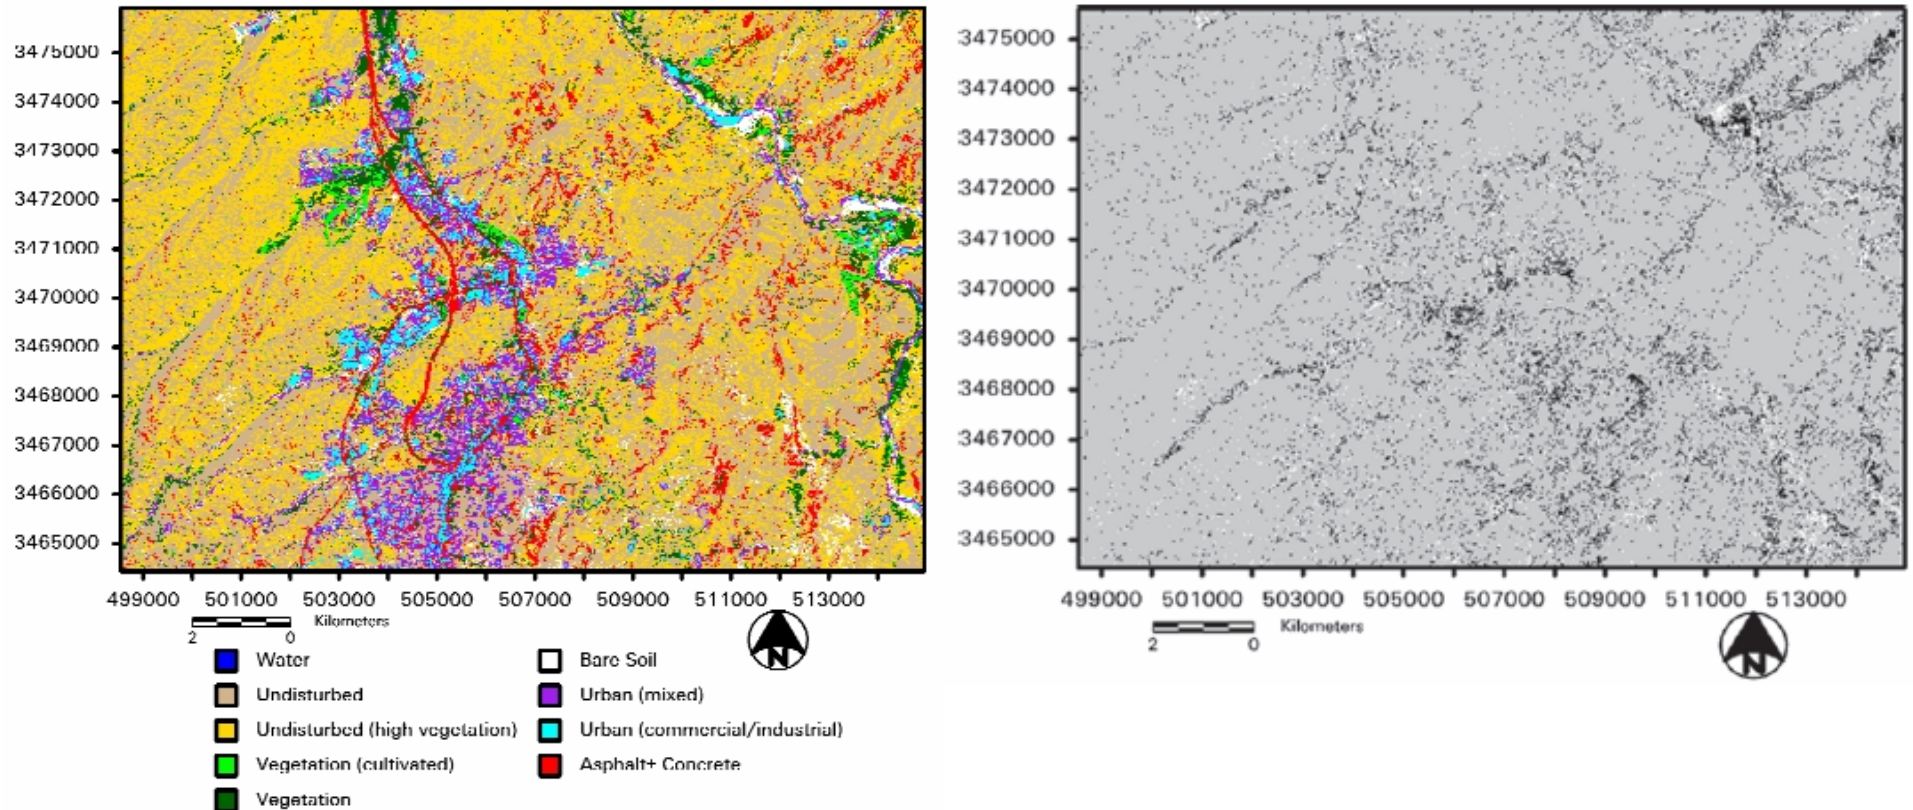 3475000
3474000
3473000
3472000
3471000
3470000
3469000
3468000
3467000
3466000
3465000
499000 501000 503000 505000 507000 509000 511000 513000
2 0 Kilometers
N
Water
Undisturbed
Undisturbed (high vegetation)
Vegetation (cultivated)
Vegetation
Bare Soil
Urban (mixed)
Urban (commercial/industrial)
Asphalt+ Concrete
3475000
3474000
3473000
3472000
3471000
3470000
3469000
3468000
3467000
3466000
3465000
499000 501000 503000 505000 507000 509000 511000 513000
2 0 Kilometers
N